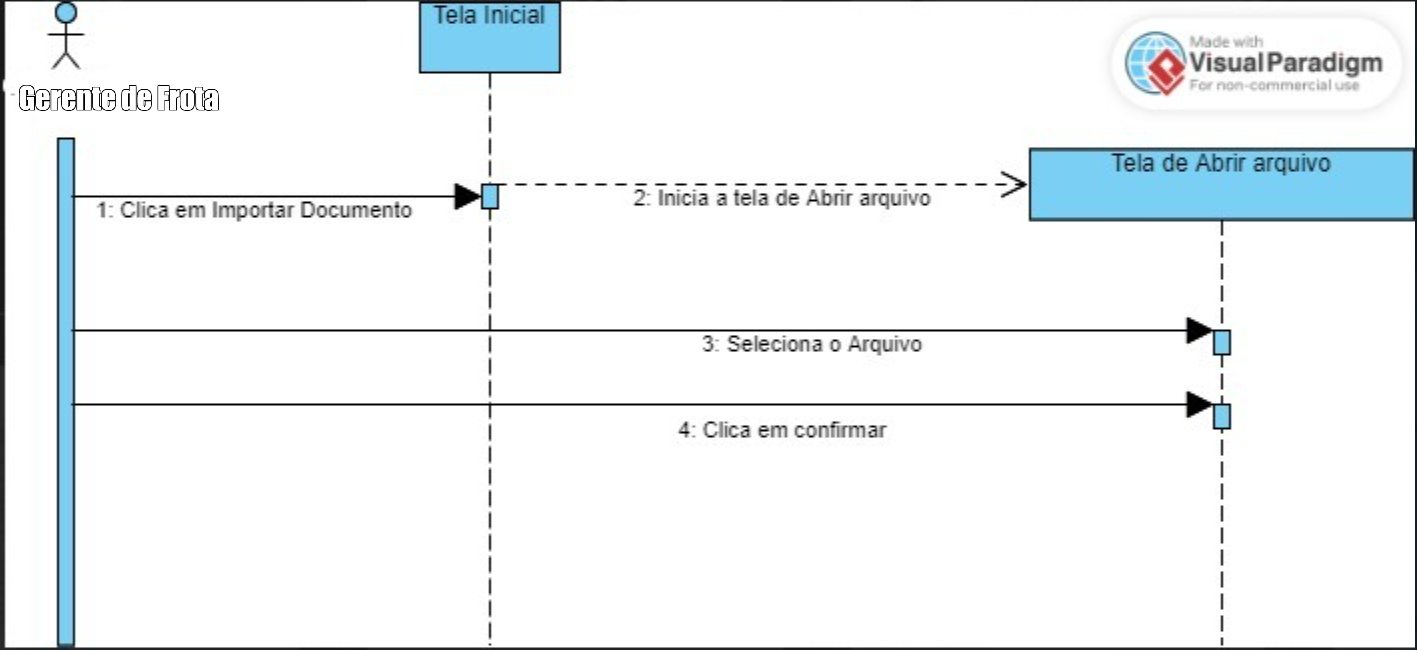 Tela Inicial
Made with
Visual Paradigm
For non-commercial use
Gerente de Frota
Tela de Abrir arquivo
1: Clica em Importar Documento
2: Inicia a tela de Abrir arquivo
3: Seleciona o Arquivo
4: Clica em confirmar